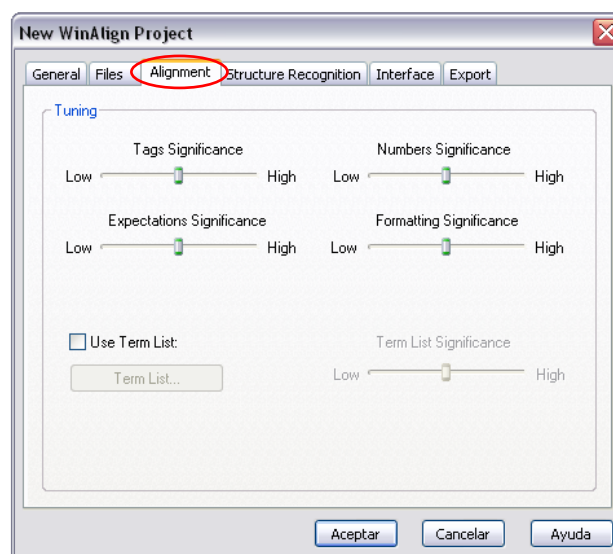 New WinAlign Project
General Files Alignment Structure Recognition Interface Export
Tuning
Tags Significance Numbers Significance
Low High Low High
Expectations Significance Formatting Significance
Low High Low High
Use Term List: Term List Significance
Term List... Low High
Aceptar Cancelar Ayuda